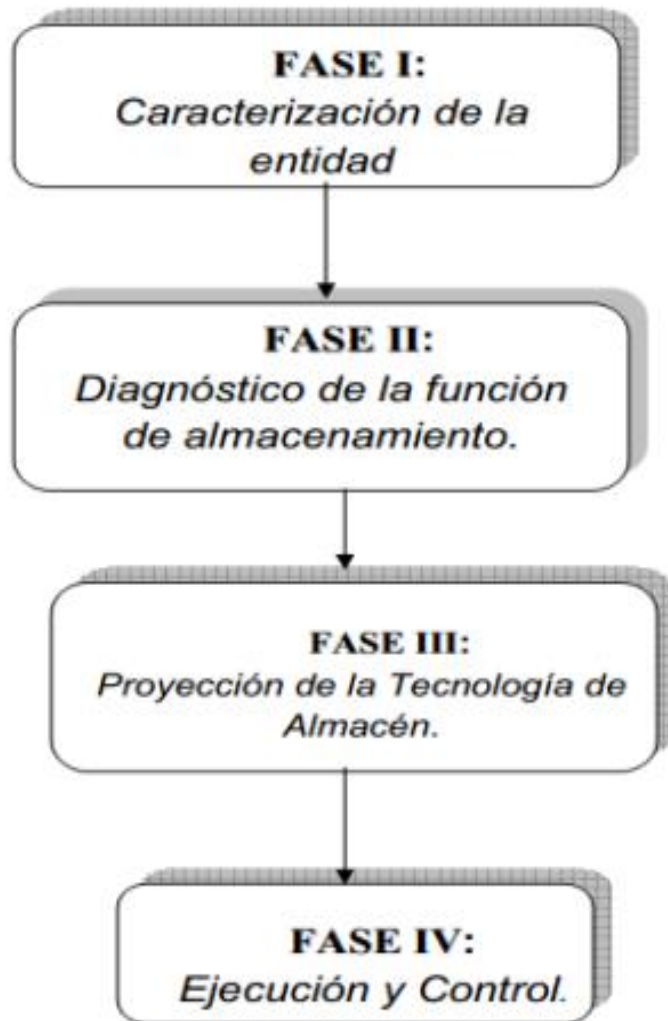 FASE I:
Caracterización de la
entidad
FASE II:
Diagnóstico de la función
de almacenamiento.
FASE III:
Proyección de la Tecnología de
Almacén.
FASE IV:
Ejecución y Control.